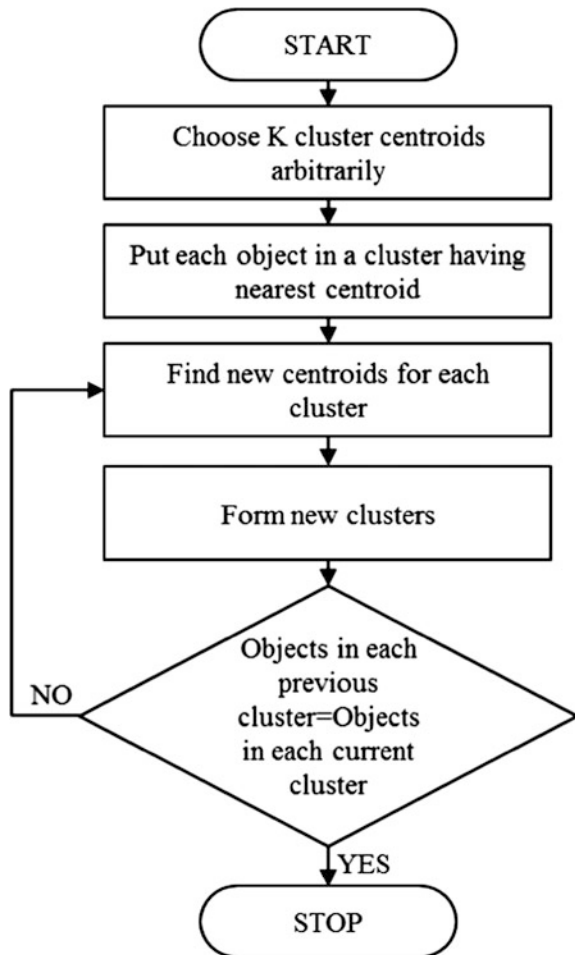 START
Choose K cluster centroids
arbitrarily
Put each object in a cluster having
nearest centroid
Find new centroids for each
cluster
Form new clusters
Objects in each
previous
cluster=Objects
in each current
cluster
NO
YES
STOP